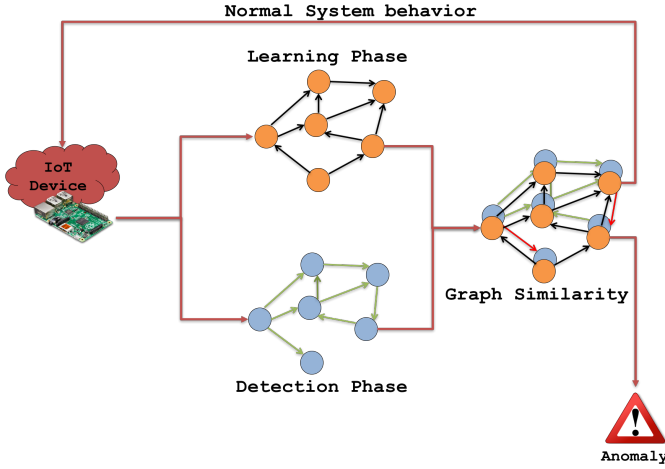 Normal System behavior
Learning Phase
IoT
Device
Graph Similarity
Detection Phase
Anomaly